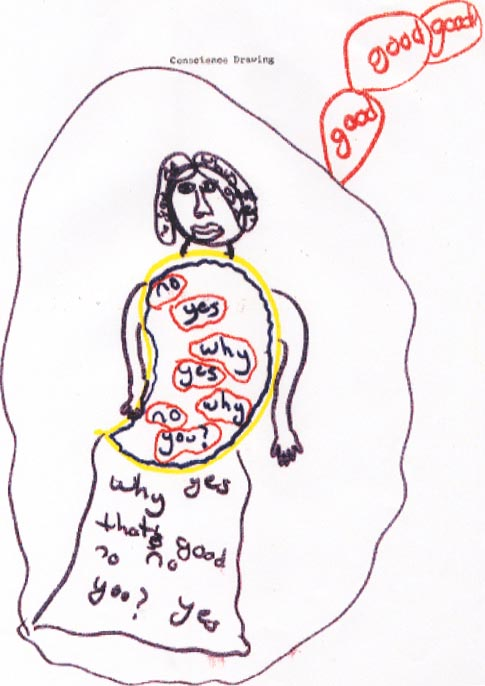 good good
Conscience Drawing
good
no
yes
why
yes
no why
you?
why yes
that's good
no no
you? yes